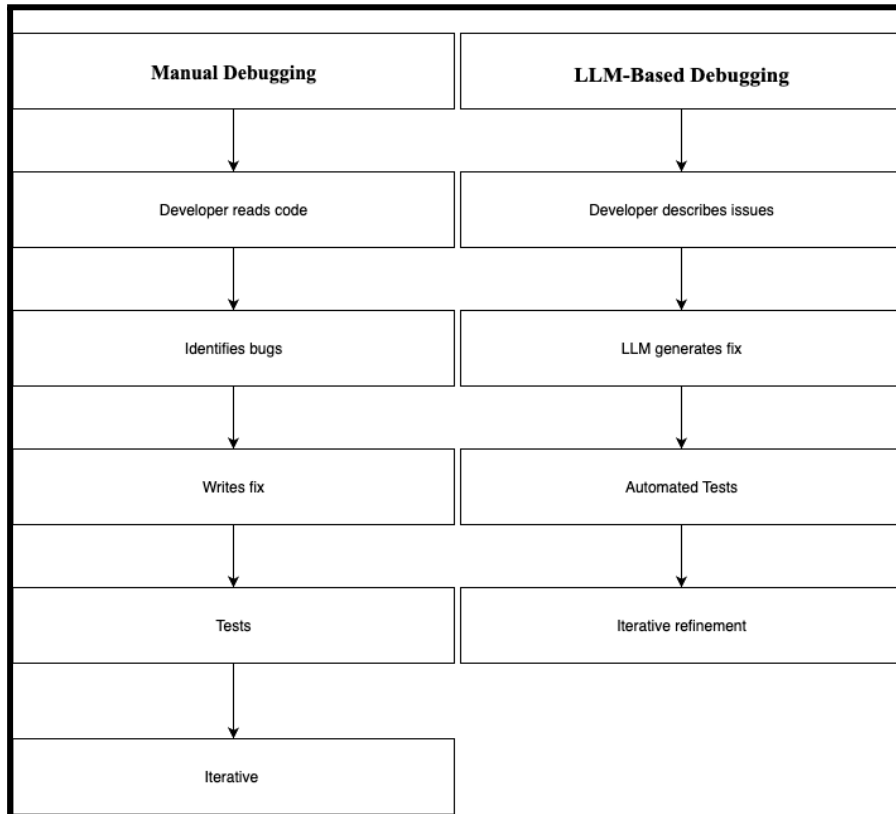 Manual Debugging
LLM-Based Debugging
Developer reads code
Developer describes issues
Identifies bugs
LLM generates fix
Writes fix
Automated Tests
Tests
Iterative refinement
Iterative